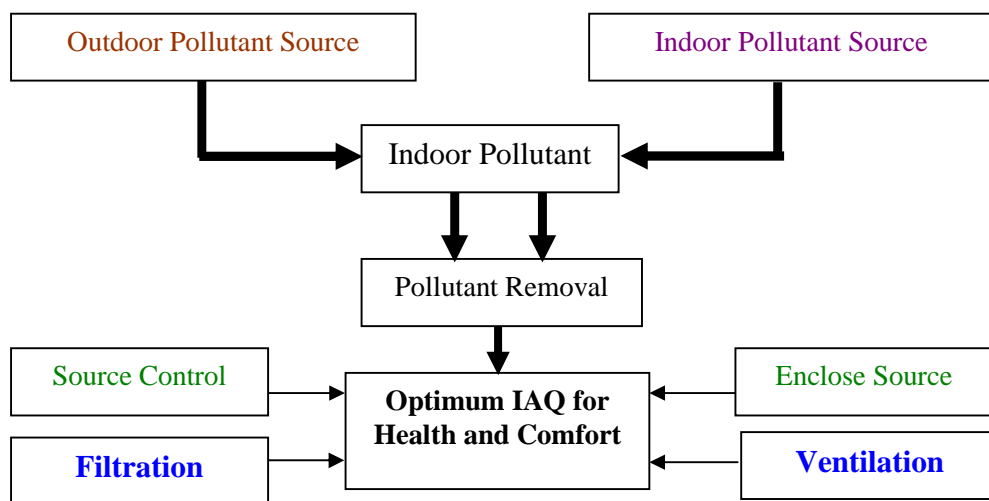 Outdoor Pollutant Source
Indoor Pollutant Source
Indoor Pollutant
Pollutant Removal
Source Control
Optimum IAQ for
Health and Comfort
Enclose Source
Filtration
Ventilation